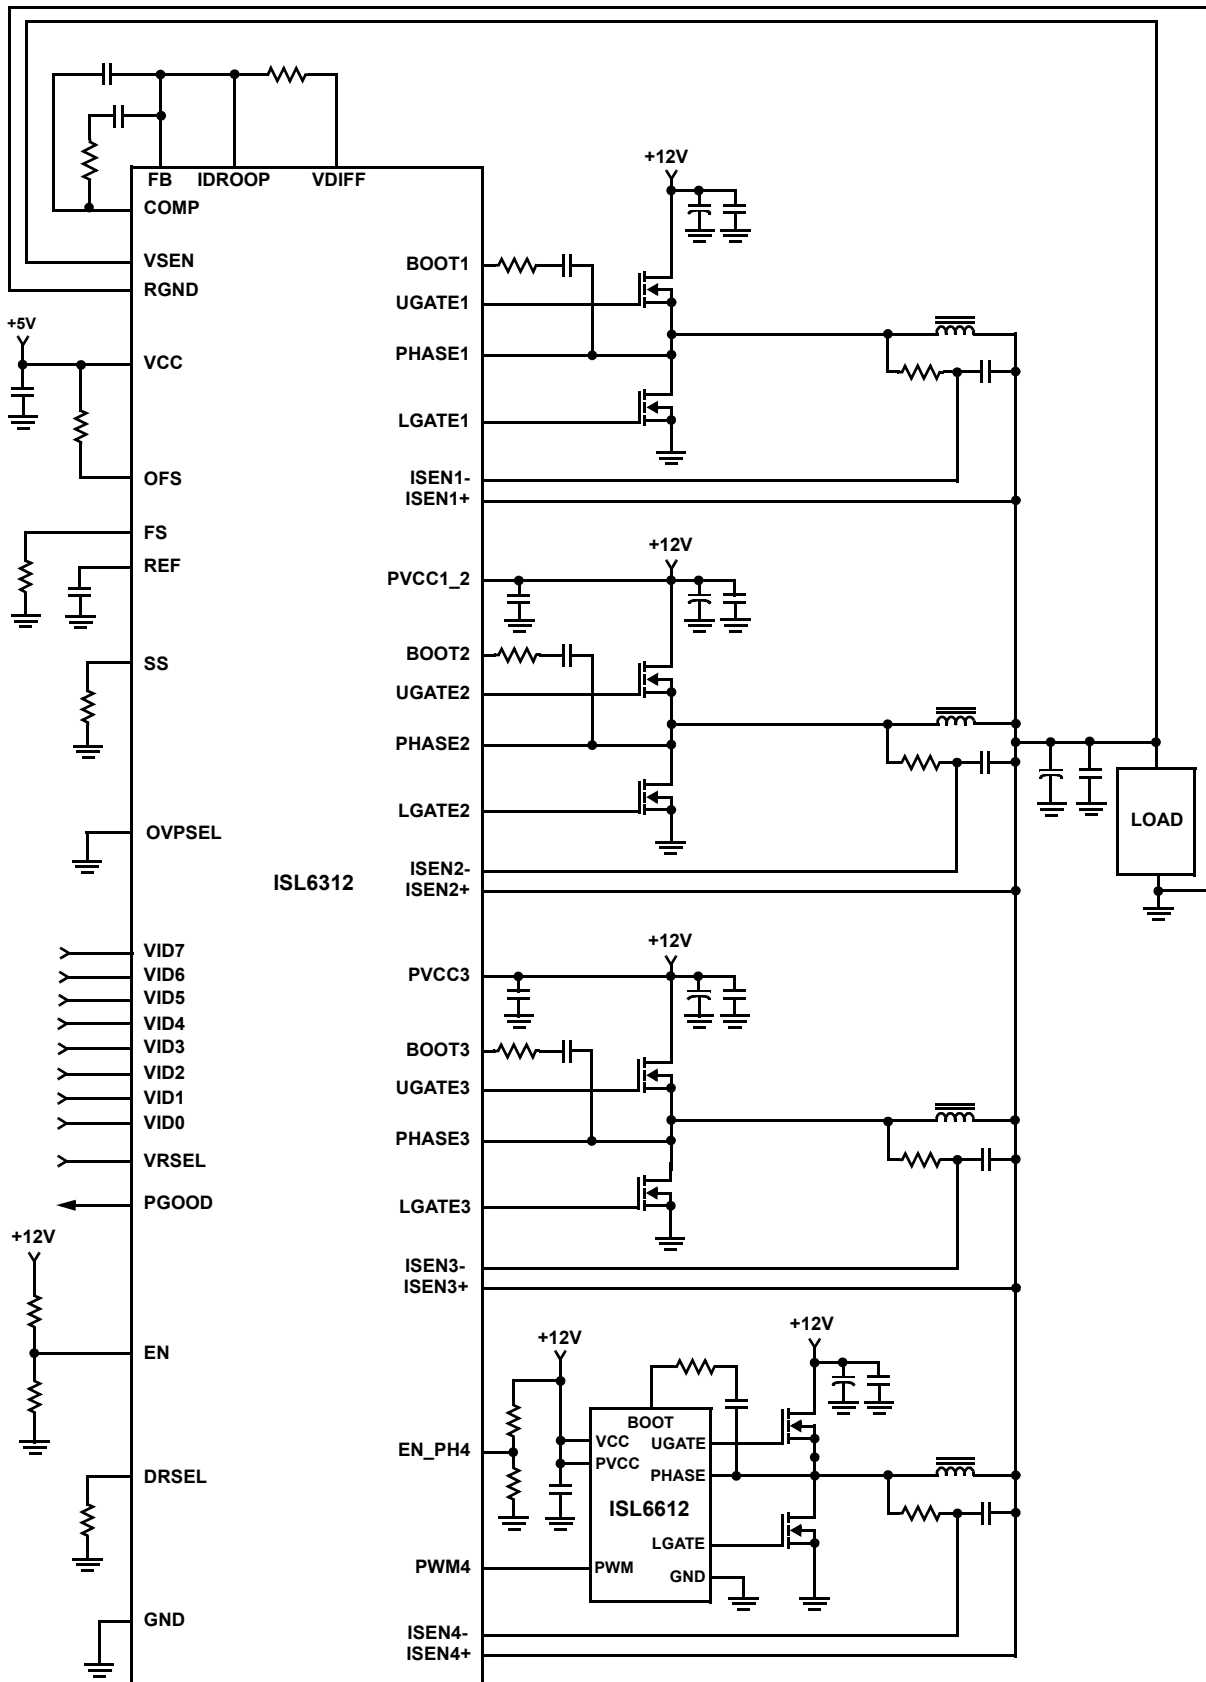 FB IDROOP VDIFF
COMP
VSEN
RGND
+5V
VCC
OFS
FS
REF
SS
OVPSEL
ISL6312
VID7
VID6
VID5
VID4
VID3
VID2
VID1
VID0
VRSEL
PGOOD
+12V
EN
DRSEL
GND
+12V
BOOT1
UGATE1
PHASE1
LGATE1
ISEN1-
ISEN1+
+12V
PVCC1_2
BOOT2
UGATE2
PHASE2
LGATE2
ISEN2-
ISEN2+
LOAD
+12V
PVCC3
BOOT3
UGATE3
PHASE3
LGATE3
ISEN3-
ISEN3+
+12V
+12V
EN_PH4
BOOT
VCC
UGATE
PVCC
PHASE
ISL6612
LGATE
PWM4
PWM
GND
ISEN4-
ISEN4+